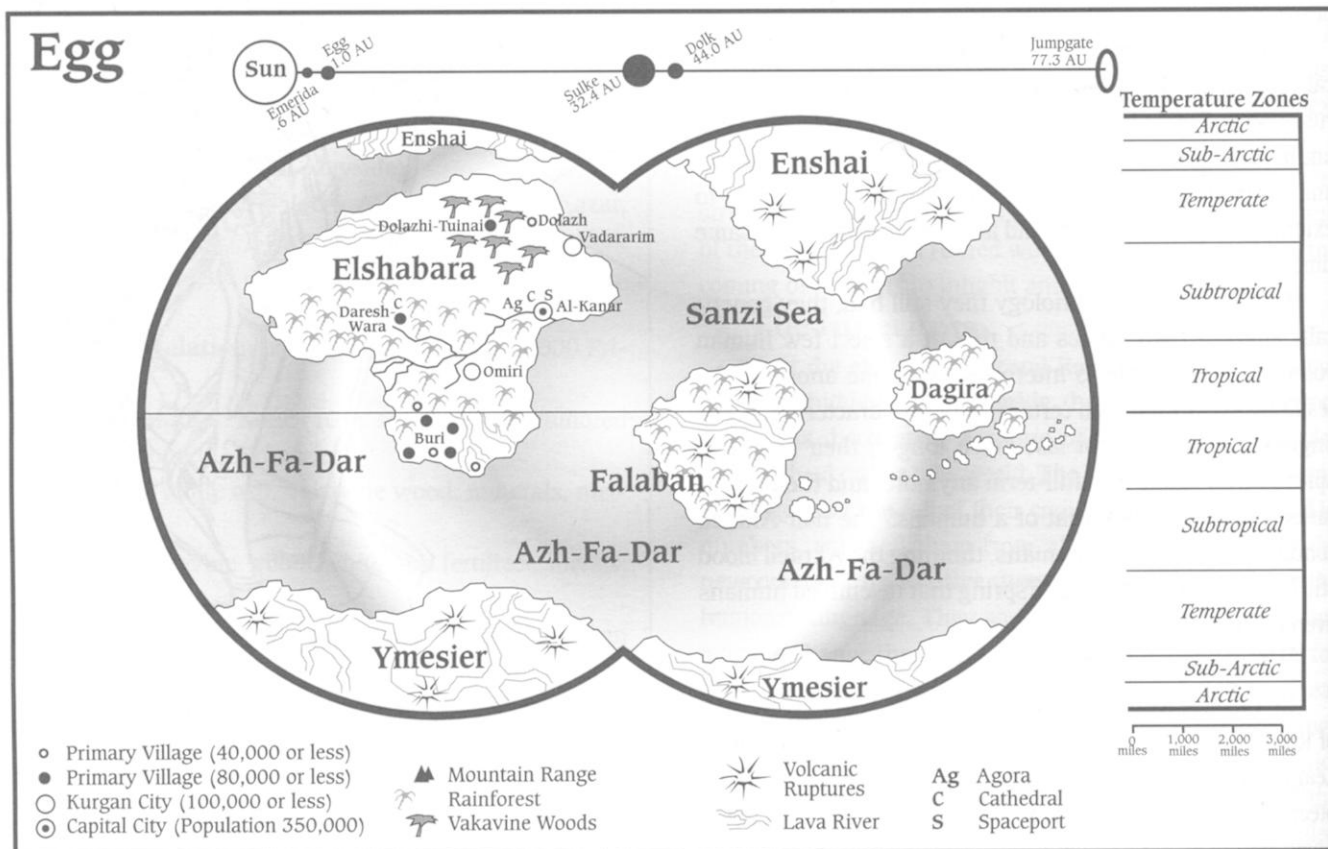 Egg
Sun
Emerida
.6 AU
Egg
1.0 AU
Sulke
32.4 AU
Dolk
44.0 AU
Jumpgate
77.3 AU
Temperature Zones
Arctic
Sub-Arctic
Temperate
Subtropical
Tropical
Tropical
Subtropical
Temperate
Sub-Arctic
Arctic
0 miles
1,000 miles
2,000 miles
3,000 miles
Enshai
Enshai
Dolazhi-Tuinai
Dolazh
Vadararim
Elshabara
C
Daresh-
Wara
Ag C S
Al-Kanar
Omiri
Buri
Sanzi Sea
Dagira
Falaban
Azh-Fa-Dar
Azh-Fa-Dar
Azh-Fa-Dar
Ymesier
Ymesier
Primary Village (40,000 or less)
Primary Village (80,000 or less)
Kurgan City (100,000 or less)
Capital City (Population 350,000)
Mountain Range
Rainforest
Vakavine Woods
Volcanic
Ruptures
Lava River
Ag Agora
C Cathedral
S Spaceport